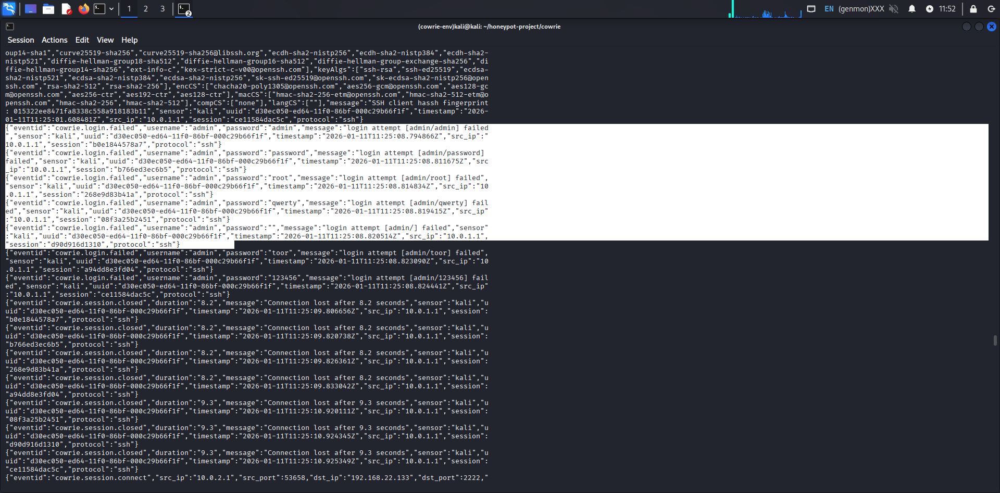 1 2 3 2 EN (genmon)XXX 11:52
(cowrie-env)kali@kali: ~/honeypot-project/cowrie
Session Actions Edit View Help
oup14-sha1","curve25519-sha256","curve25519-sha256@libssh.org","ecdh-sha2-nistp256","ecdh-sha2-nistp384","ecdh-sha2-
nistp521","diffie-hellman-group18-sha512","diffie-hellman-group16-sha512","diffie-hellman-group-exchange-sha256","di
ffie-hellman-group14-sha256","ext-info-c","kex-strict-c-v00@openssh.com"],"keyAlgs":["ssh-rsa","ssh-ed25519","ecdsa-
sha2-nistp521","ecdsa-sha2-nistp384","ecdsa-sha2-nistp256","sk-ssh-ed25519@openssh.com","sk-ecdsa-sha2-nistp256@open
ssh.com","rsa-sha2-512","rsa-sha2-256"],"encCS":["chacha20-poly1305@openssh.com","aes256-gcm@openssh.com","aes128-gc
m@openssh.com","aes256-ctr","aes192-ctr","aes128-ctr"],"macCS":["hmac-sha2-256-etm@openssh.com","hmac-sha2-512-etm@o
penssh.com","hmac-sha2-256","hmac-sha2-512"],"compCS":["none"],"langCS":[""],"message":"SSH client hassh fingerprint
: 015322ee8471fa8338c558a918183b11","sensor":"kali","uuid":"d30ec050-ed64-11f0-86bf-000c29b66f1f","timestamp":"2026-
01-11T11:25:01.608481Z","src_ip":"10.0.1.1","session":"ce11584dac5c","protocol":"ssh"}
{"eventid":"cowrie.login.failed","username":"admin","password":"admin","message":"login attempt [admin/admin] failed
","sensor":"kali","uuid":"d30ec050-ed64-11f0-86bf-000c29b66f1f","timestamp":"2026-01-11T11:25:08.794866Z","src_ip":"
10.0.1.1","session":"b0e1844578a7","protocol":"ssh"}
{"eventid":"cowrie.login.failed","username":"admin","password":"password","message":"login attempt [admin/password]
failed","sensor":"kali","uuid":"d30ec050-ed64-11f0-86bf-000c29b66f1f","timestamp":"2026-01-11T11:25:08.811675Z","src
_ip":"10.0.1.1","session":"b766ed3ec6b5","protocol":"ssh"}
{"eventid":"cowrie.login.failed","username":"admin","password":"root","message":"login attempt [admin/root] failed",
"sensor":"kali","uuid":"d30ec050-ed64-11f0-86bf-000c29b66f1f","timestamp":"2026-01-11T11:25:08.814834Z","src_ip":"10
.0.1.1","session":"268e9d83b41a","protocol":"ssh"}
{"eventid":"cowrie.login.failed","username":"admin","password":"qwerty","message":"login attempt [admin/qwerty] fail
ed","sensor":"kali","uuid":"d30ec050-ed64-11f0-86bf-000c29b66f1f","timestamp":"2026-01-11T11:25:08.819415Z","src_ip"
:"10.0.1.1","session":"08f3a25b2451","protocol":"ssh"}
{"eventid":"cowrie.login.failed","username":"admin","password":"","message":"login attempt [admin/] failed","sensor"
:"kali","uuid":"d30ec050-ed64-11f0-86bf-000c29b66f1f","timestamp":"2026-01-11T11:25:08.820514Z","src_ip":"10.0.1.1",
"session":"d90d916d1310","protocol":"ssh"}
{"eventid":"cowrie.login.failed","username":"admin","password":"toor","message":"login attempt [admin/toor] failed",
"sensor":"kali","uuid":"d30ec050-ed64-11f0-86bf-000c29b66f1f","timestamp":"2026-01-11T11:25:08.823090Z","src_ip":"10
.0.1.1","session":"a94dd8e3fd04","protocol":"ssh"}
{"eventid":"cowrie.login.failed","username":"admin","password":"123456","message":"login attempt [admin/123456] fail
ed","sensor":"kali","uuid":"d30ec050-ed64-11f0-86bf-000c29b66f1f","timestamp":"2026-01-11T11:25:08.824441Z","src_ip"
:"10.0.1.1","session":"ce11584dac5c","protocol":"ssh"}
{"eventid":"cowrie.session.closed","duration":"8.2","message":"Connection lost after 8.2 seconds","sensor":"kali","u
uid":"d30ec050-ed64-11f0-86bf-000c29b66f1f","timestamp":"2026-01-11T11:25:09.806656Z","src_ip":"10.0.1.1","session":
"b0e1844578a7","protocol":"ssh"}
{"eventid":"cowrie.session.closed","duration":"8.2","message":"Connection lost after 8.2 seconds","sensor":"kali","u
uid":"d30ec050-ed64-11f0-86bf-000c29b66f1f","timestamp":"2026-01-11T11:25:09.820738Z","src_ip":"10.0.1.1","session":
"b766ed3ec6b5","protocol":"ssh"}
{"eventid":"cowrie.session.closed","duration":"8.2","message":"Connection lost after 8.2 seconds","sensor":"kali","u
uid":"d30ec050-ed64-11f0-86bf-000c29b66f1f","timestamp":"2026-01-11T11:25:09.826361Z","src_ip":"10.0.1.1","session":
"268e9d83b41a","protocol":"ssh"}
{"eventid":"cowrie.session.closed","duration":"8.2","message":"Connection lost after 8.2 seconds","sensor":"kali","u
uid":"d30ec050-ed64-11f0-86bf-000c29b66f1f","timestamp":"2026-01-11T11:25:09.833042Z","src_ip":"10.0.1.1","session":
"a94dd8e3fd04","protocol":"ssh"}
{"eventid":"cowrie.session.closed","duration":"9.3","message":"Connection lost after 9.3 seconds","sensor":"kali","u
uid":"d30ec050-ed64-11f0-86bf-000c29b66f1f","timestamp":"2026-01-11T11:25:10.920111Z","src_ip":"10.0.1.1","session":
"08f3a25b2451","protocol":"ssh"}
{"eventid":"cowrie.session.closed","duration":"9.3","message":"Connection lost after 9.3 seconds","sensor":"kali","u
uid":"d30ec050-ed64-11f0-86bf-000c29b66f1f","timestamp":"2026-01-11T11:25:10.924345Z","src_ip":"10.0.1.1","session":
"d90d916d1310","protocol":"ssh"}
{"eventid":"cowrie.session.closed","duration":"9.3","message":"Connection lost after 9.3 seconds","sensor":"kali","u
uid":"d30ec050-ed64-11f0-86bf-000c29b66f1f","timestamp":"2026-01-11T11:25:10.925349Z","src_ip":"10.0.1.1","session":
"ce11584dac5c","protocol":"ssh"}
{"eventid":"cowrie.session.connect","src_ip":"10.0.2.1","src_port":53658,"dst_ip":"192.168.22.133","dst_port":2222,"